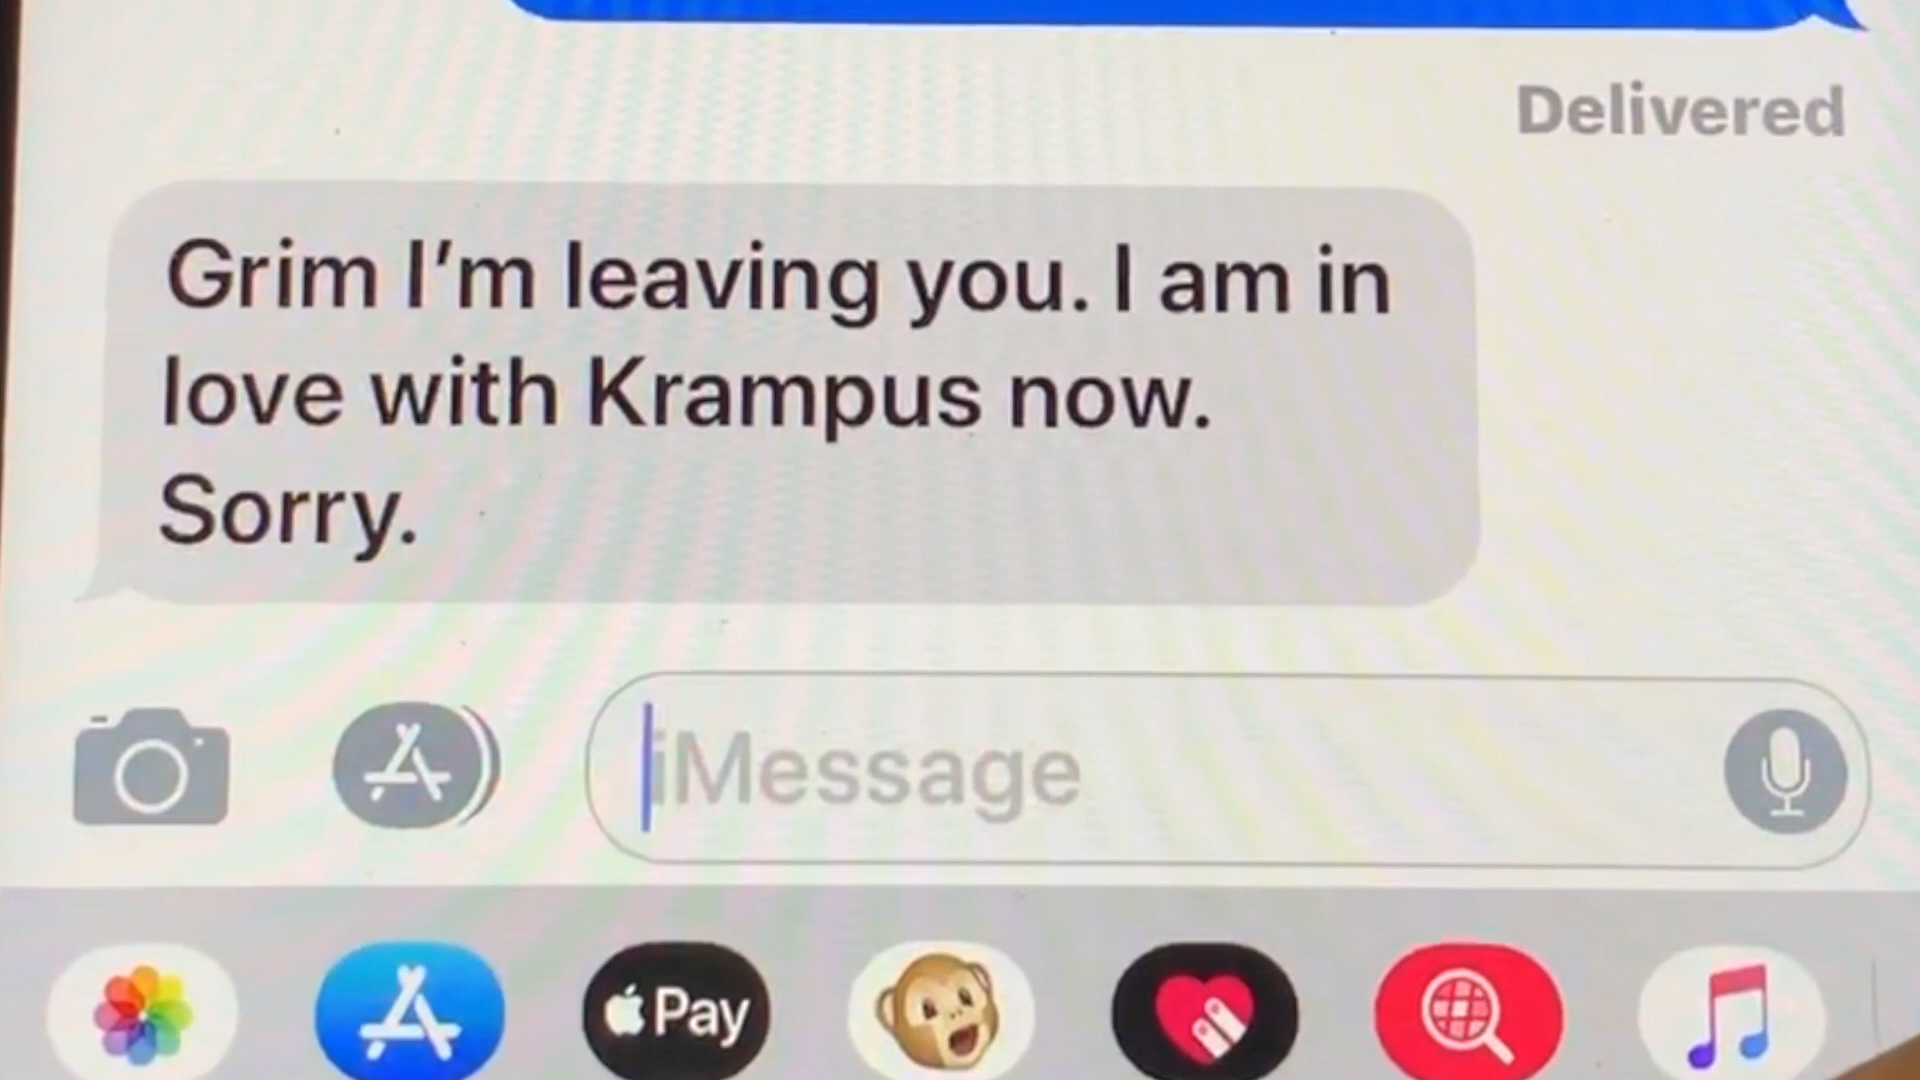 Delivered
Grim I'm leaving you. I am in
love with Krampus now.
Sorry.
iMessage
Pay